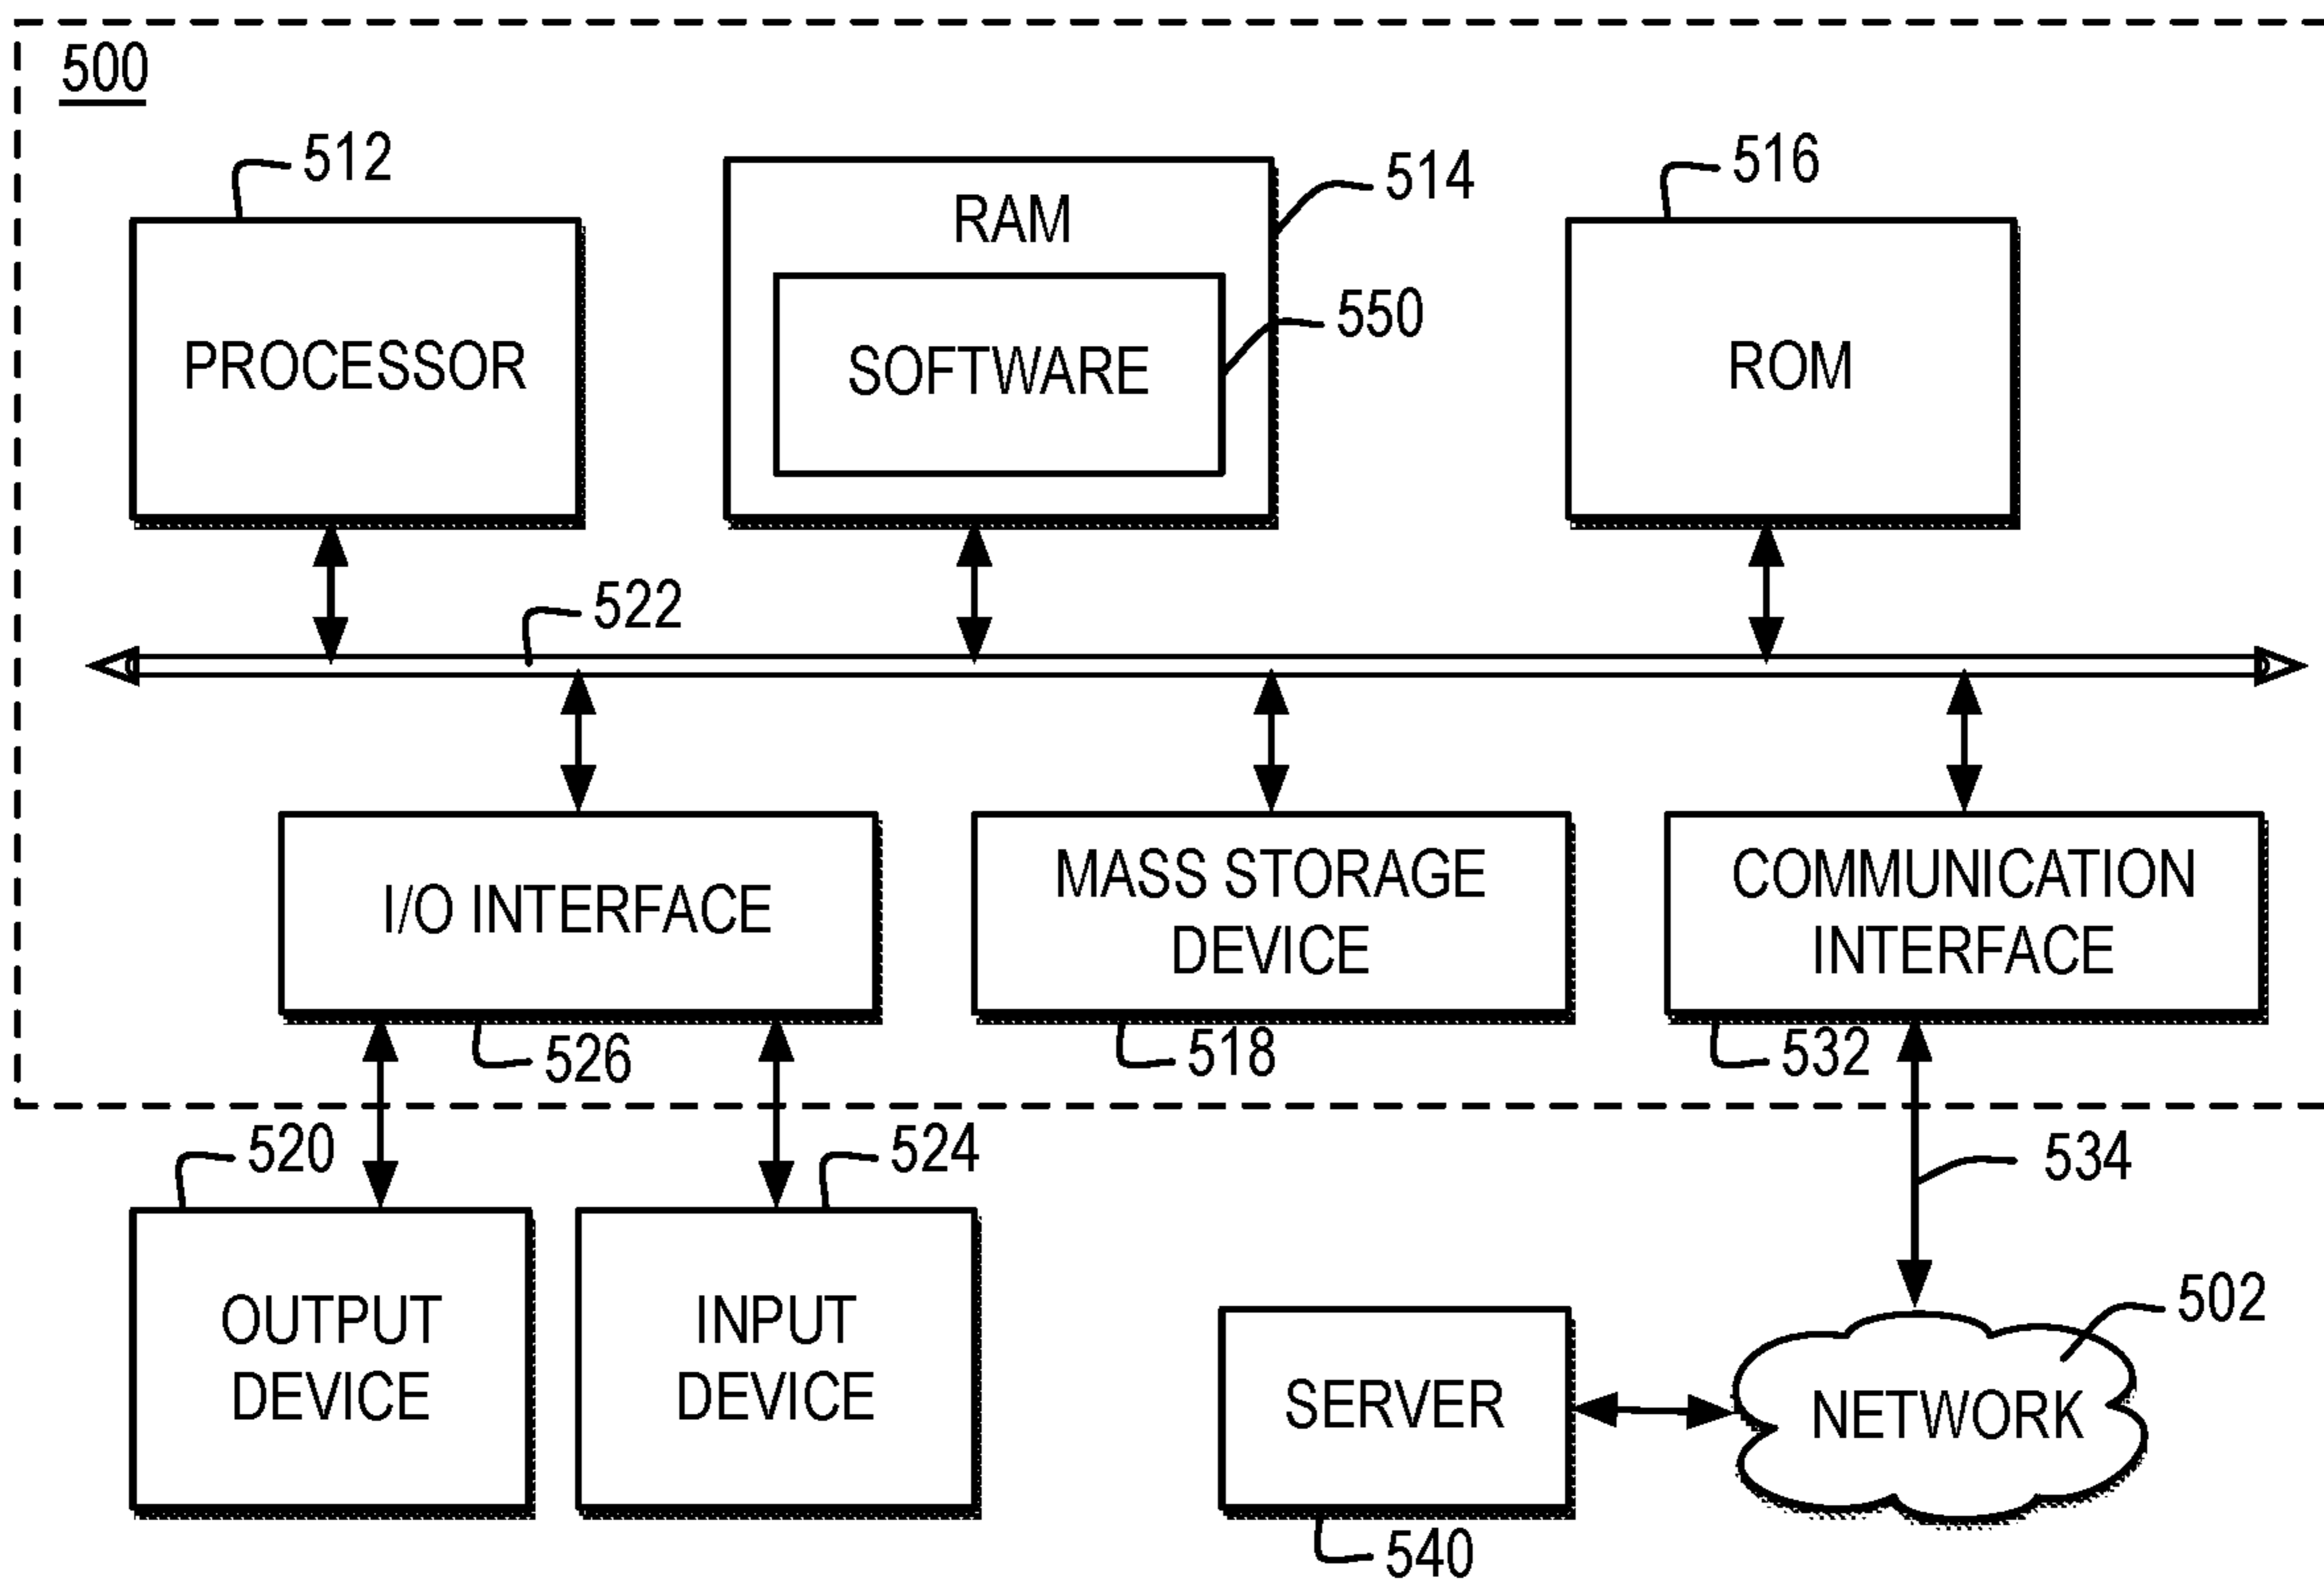 500
512
514
516
RAM
550
PROCESSOR
SOFTWARE
ROM
522
I/O INTERFACE
MASS STORAGE
DEVICE
COMMUNICATION
INTERFACE
526
518
532
520
524
534
OUTPUT
DEVICE
INPUT
DEVICE
502
SERVER
NETWORK
540